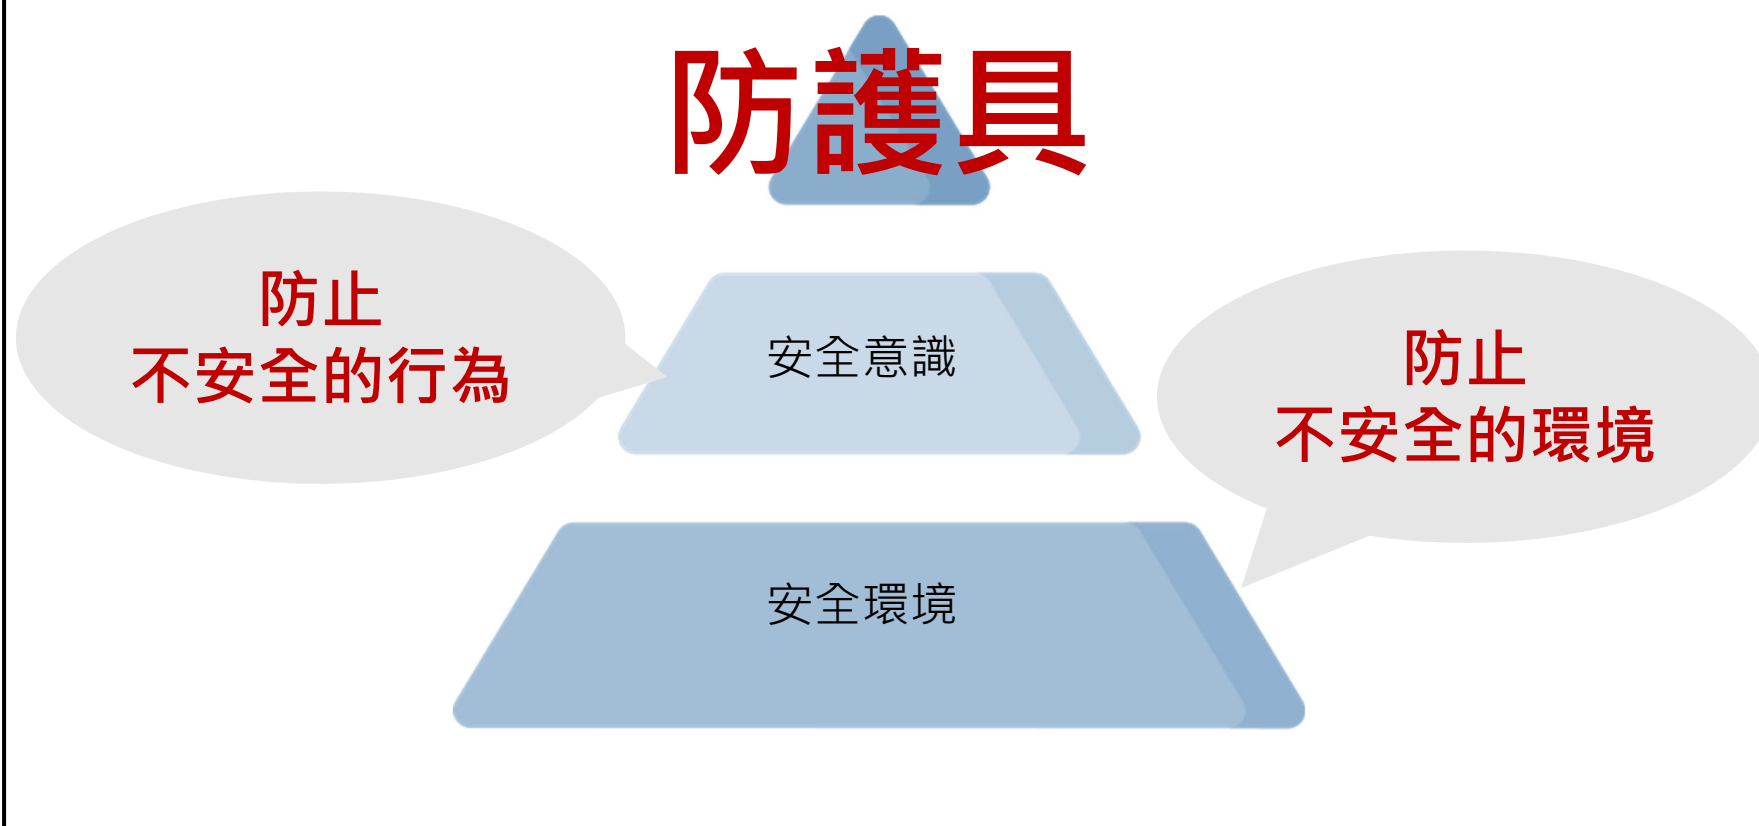 防護具
防止
不安全的行為
安全意識
防止
不安全的環境
安全環境